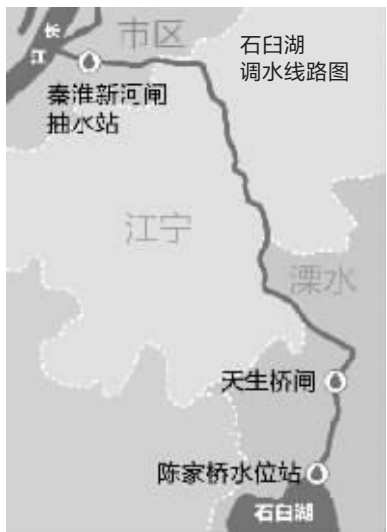 长
江
市区
石臼湖
调水线路图
秦淮新河闸
抽水站
江宁
溧水
天生桥闸
陈家桥水位站
石臼湖